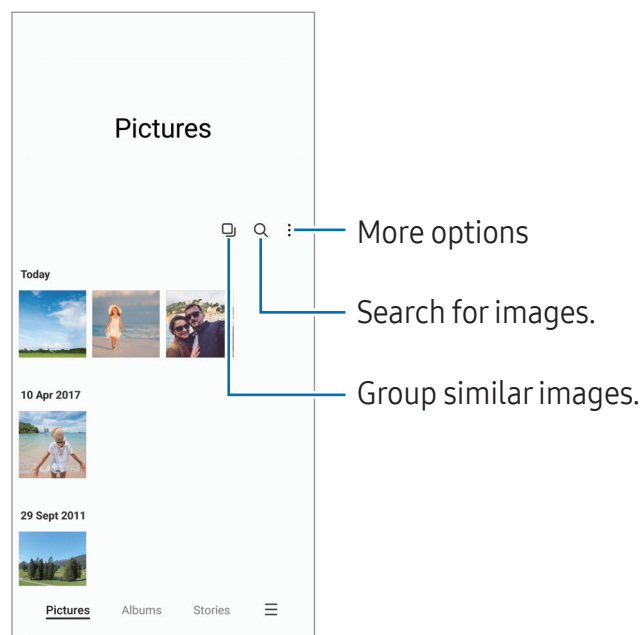 Pictures
More options
Today
Search for images.
10 Apr 2017
Group similar images.
29 Sept 2011
Pictures Albums Stories